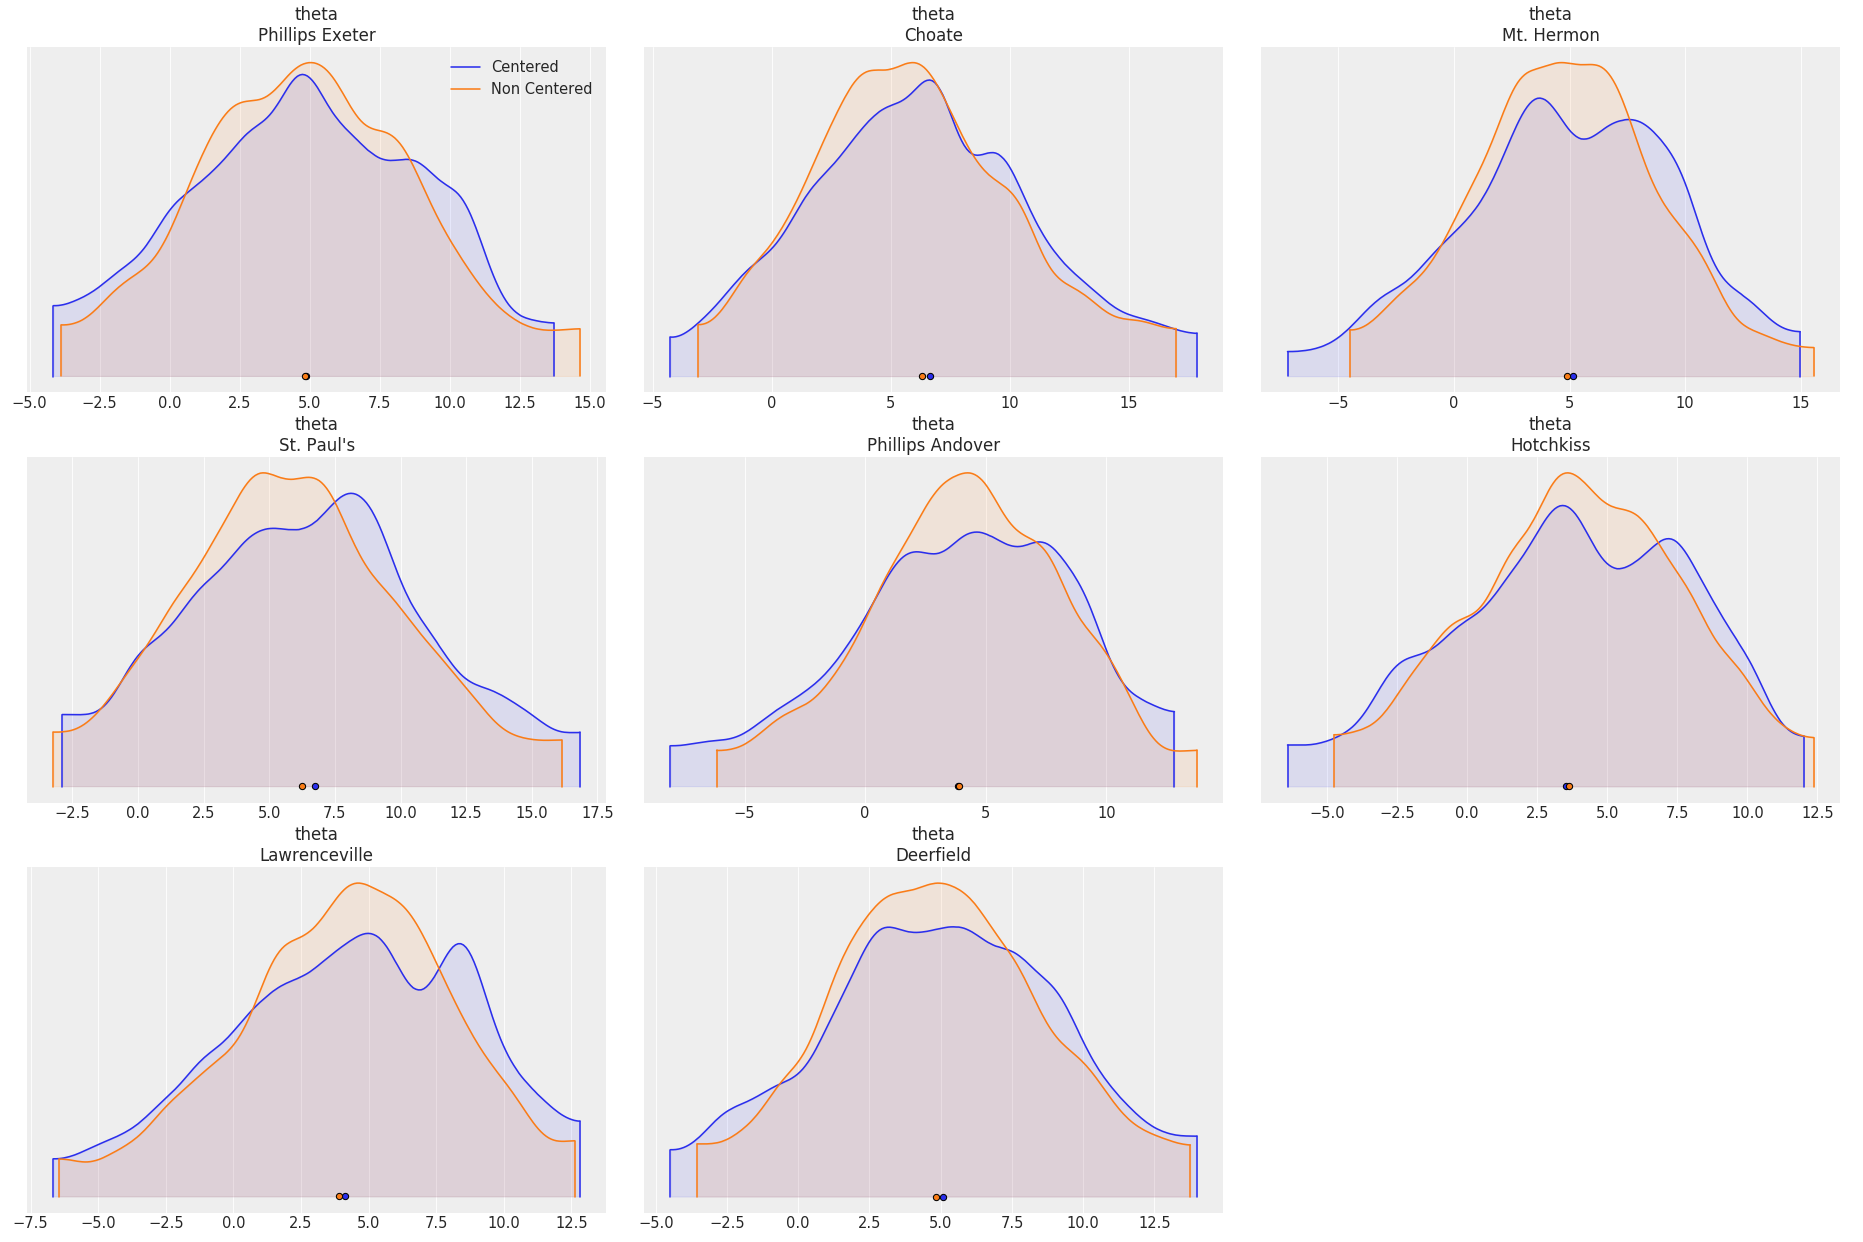 theta
Phillips Exeter
Centered
Non Centered
−5.0 −2.5 0.0 2.5 5.0 7.5 10.0 12.5 15.0
theta
Choate
−5 0 5 10 15
theta
Mt. Hermon
−5 0 5 10 15
theta
St. Paul's
−2.5 0.0 2.5 5.0 7.5 10.0 12.5 15.0 17.5
theta
Phillips Andover
−5 0 5 10
theta
Hotchkiss
−5.0 −2.5 0.0 2.5 5.0 7.5 10.0 12.5
theta
Lawrenceville
−7.5 −5.0 −2.5 0.0 2.5 5.0 7.5 10.0 12.5
theta
Deerfield
−5.0 −2.5 0.0 2.5 5.0 7.5 10.0 12.5